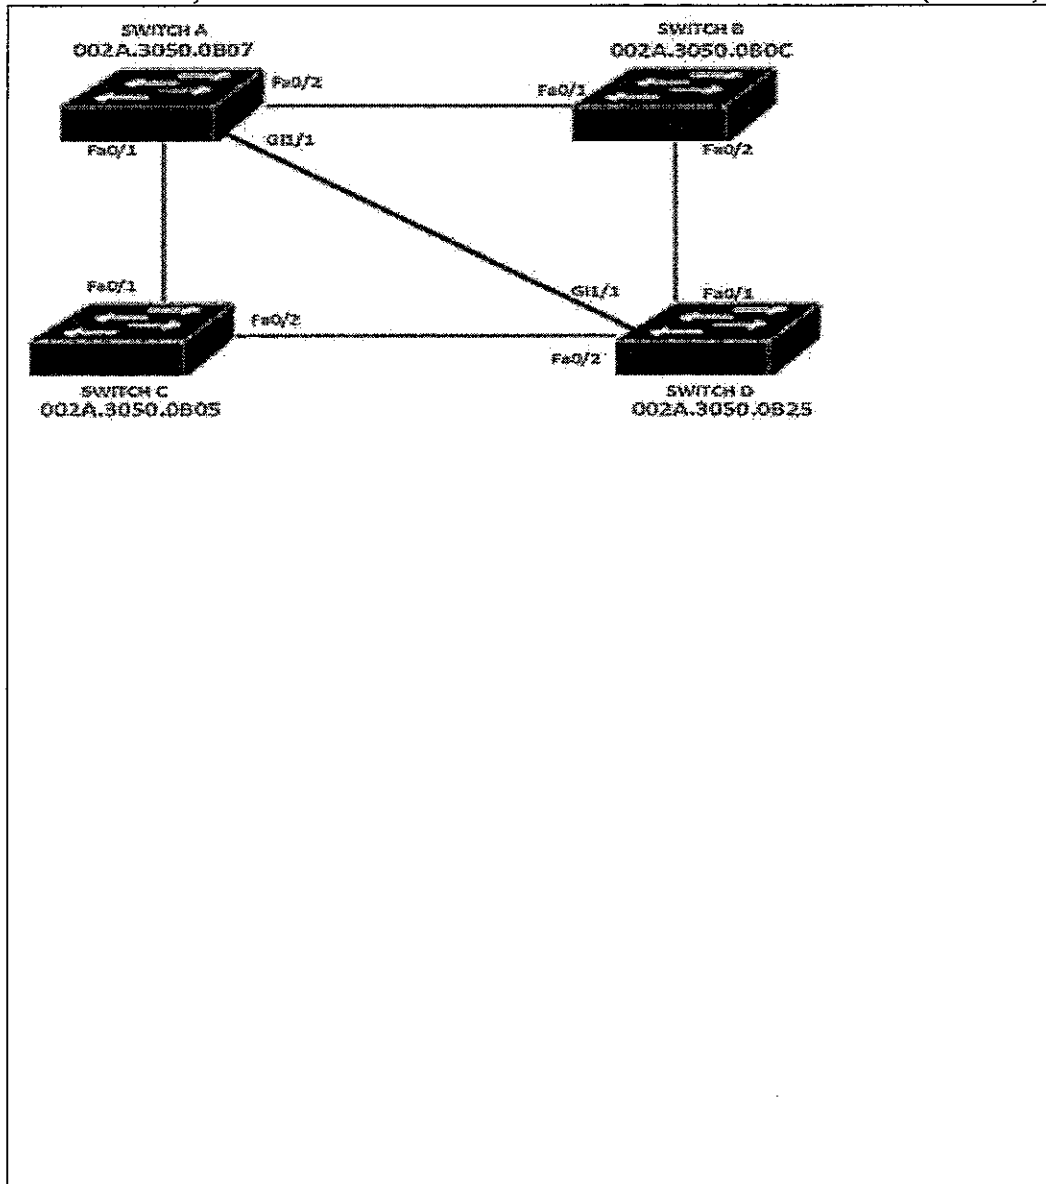 SWITCH A
002A.3050.0B07
SWITCH B
002A.3050.0B0C
Fa0/2
Fa0/1
Fa0/1
Gi1/1
Fa0/2
Fa0/1
Gi1/1
Fa0/1
Fa0/2
Fa0/2
SWITCH C
002A.3050.0B05
SWITCH D
002A.3050.0B25